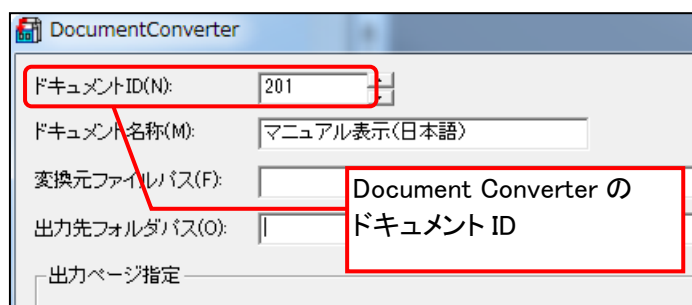 DocumentConverter
ドキュメントID(N):
201
ドキュメント名称(M):
マニュアル表示(日本語)
変換元ファイルパス(F):
出力先フォルダパス(O):
Document Converter の
ドキュメント ID
出力ページ指定